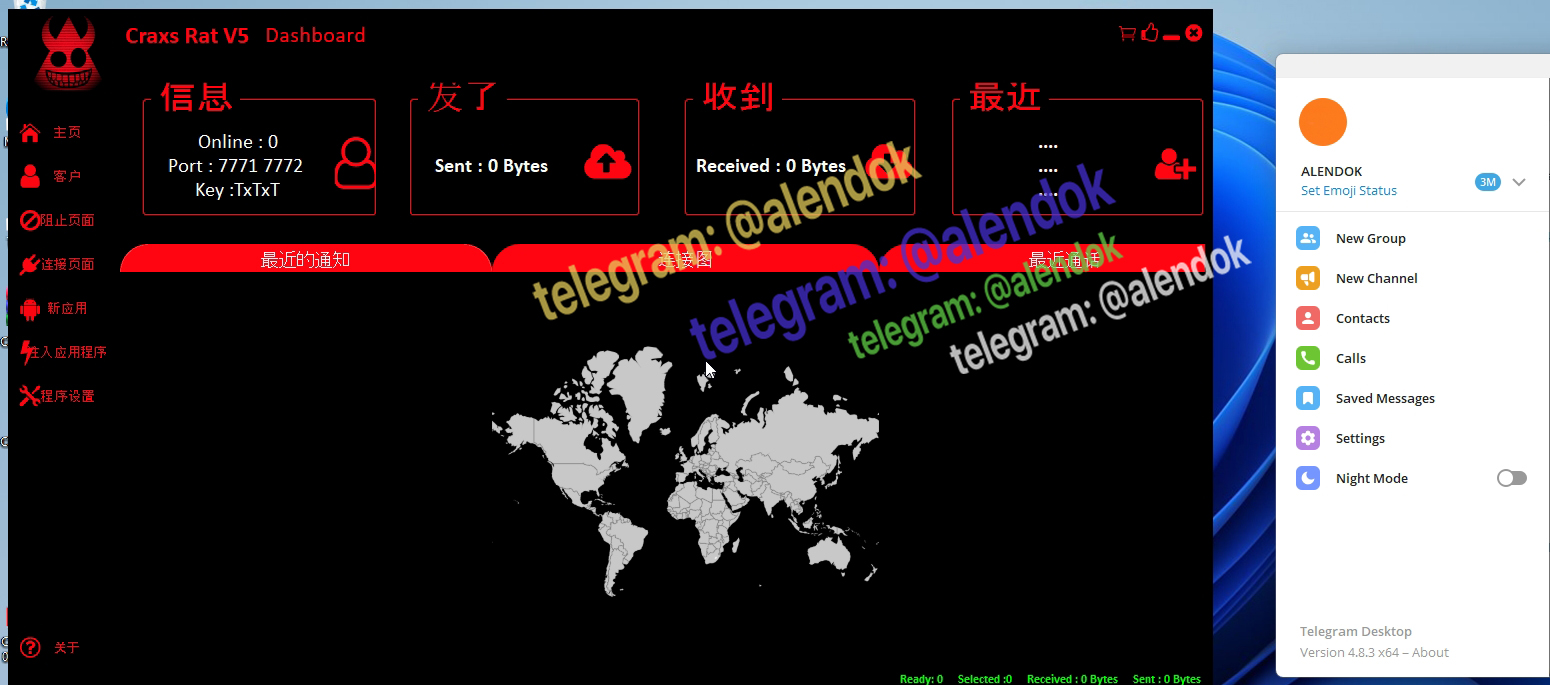 Craxs Rat V5 Dashboard
信息
Online : 0
Port : 7771 7772
Key :TxTxT
发了
Sent : 0 Bytes
收到
Received : 0 Bytes
最近
....
....
....
主页
客户
阻止页面
连接页面
新应用
注入应用程序
程序设置
关于
最近的通知
连接图
最近通话
telegram: @alendok
telegram: @alendok
telegram: @alendok
telegram: @alendok
Ready: 0 Selected :0 Received : 0 Bytes Sent : 0 Bytes
ALENDOK
Set Emoji Status
3M
New Group
New Channel
Contacts
Calls
Saved Messages
Settings
Night Mode
Telegram Desktop
Version 4.8.3 x64 – About